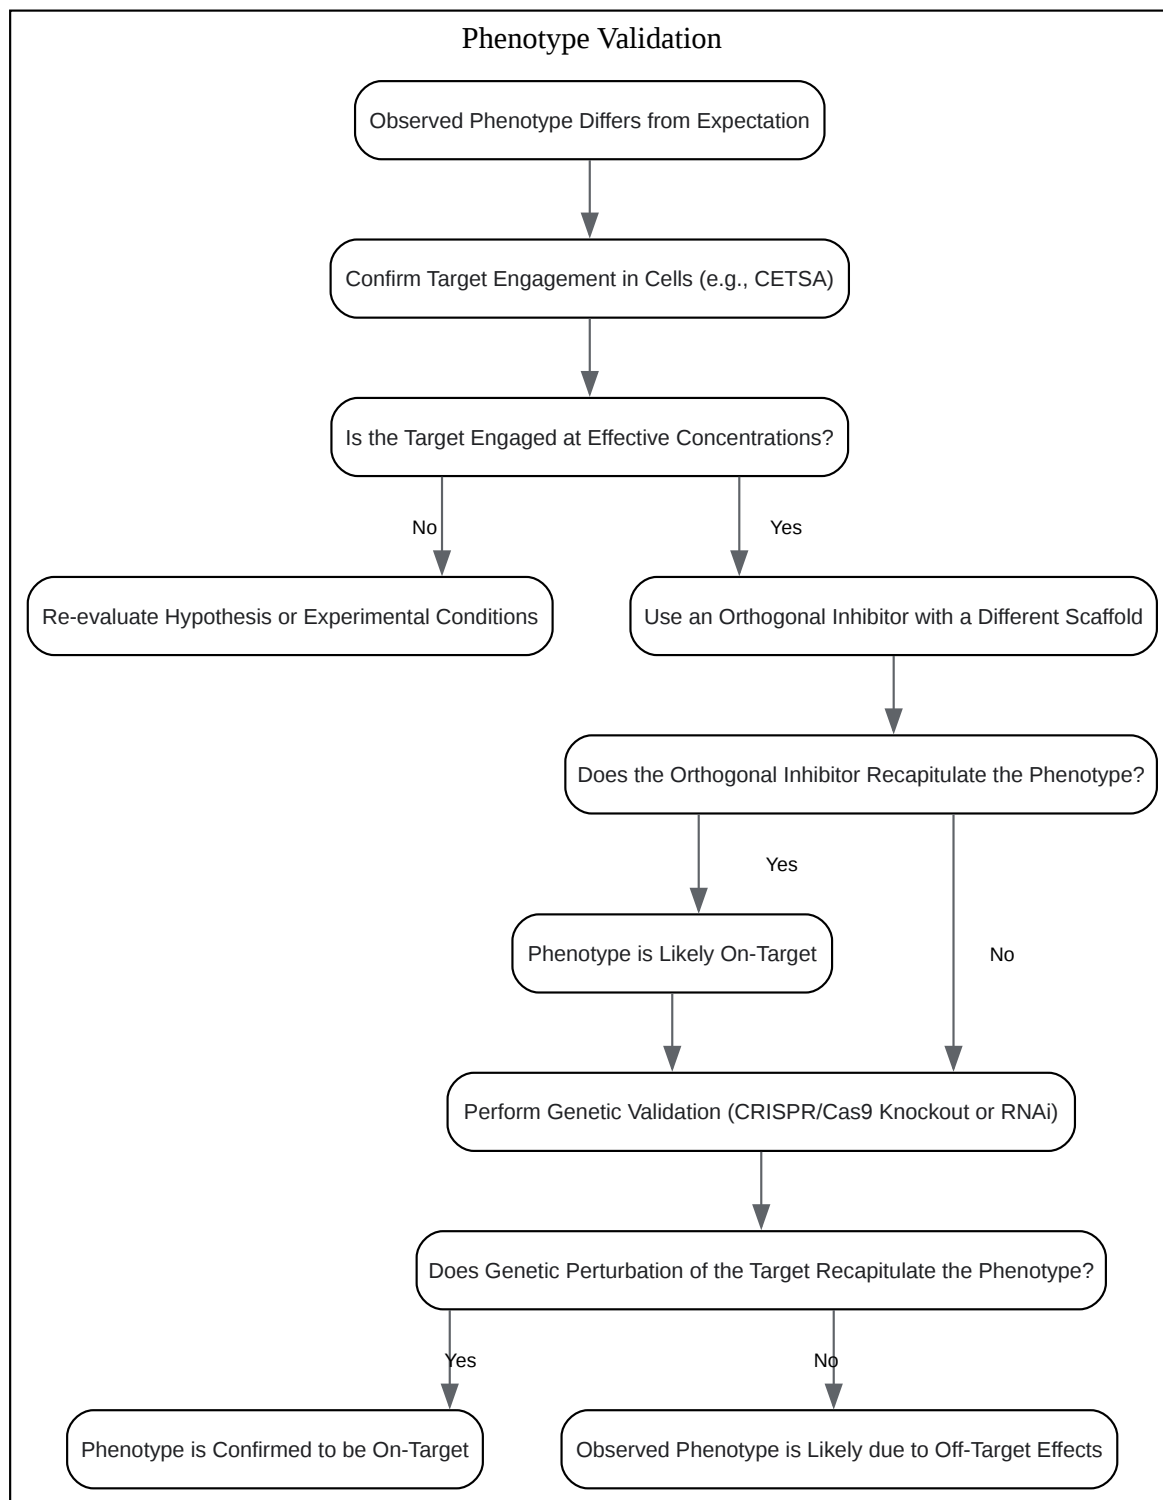 Phenotype Validation
Observed Phenotype Differs from Expectation
Confirm Target Engagement in Cells (e.g., CETSA)
Is the Target Engaged at Effective Concentrations?
No
Yes
Re-evaluate Hypothesis or Experimental Conditions
Use an Orthogonal Inhibitor with a Different Scaffold
Does the Orthogonal Inhibitor Recapitulate the Phenotype?
Yes
Phenotype is Likely On-Target
No
Perform Genetic Validation (CRISPR/Cas9 Knockout or RNAi)
Does Genetic Perturbation of the Target Recapitulate the Phenotype?
Yes
No
Phenotype is Confirmed to be On-Target
Observed Phenotype is Likely due to Off-Target Effects